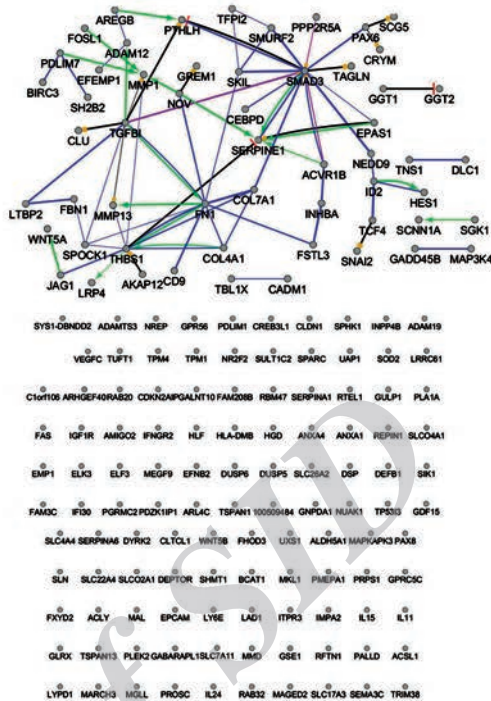 AREGB TFPI2 PPP2R5A SCG5
FOSL1 PTHLH SMURF2 PAX6
ADAM12 CRYM
PDLIM7 EFEMP1 MMP1 GREM1 SKIL SMAD3 TAGLN
BIRC3 SH2B2 NOV CEBPD GGT1 GGT2
CLU TGFBI SERPINE1 EPAS1
NEDD9 TNS1 DLC1
LTBP2 FBN1 ACVR1B ID2 HES1
MMP13 FN1 COL7A1 INHBA TCF4 SCNN1A SGK1
WNT5A SPOCK1 THBS1 COL4A1 FSTL3 SNAI2 GADD45B MAP3K4
JAG1 LRP4 AKAP12 CD9 TBL1X CADM1
SYS1-DBNDD2 ADAMTS3 NREP GPR56 PDLIM1 CREB3L1 CLDN1 SPHK1 INPP4B ADAM19
VEGFC TUFT1 TPM4 TPM1 NR2F2 SULT1C2 SPARC UAP1 SOD2 LRRC61
C1orf106 ARHGEF40 RAB20 CDKN2AIP GALNT10 FAM208B RBM47 SERPINA1 RTEL1 GULP1 PLA1A
FAS IGF1R AMIGO2 IFNGR2 HLF HLA-DMB HGD ANXA4 ANXA1 REPIN1 SLCO4A1
EMP1 ELK3 ELF3 MEGF9 EFNB2 DUSP6 DUSP5 SLC26A2 DSP DEFB1 SIK1
FAM3C IFI30 PGRMC2 PDZK1IP1 ARL4C TSPAN1 100509484 GNPDA1 NUAK1 TP53I3 GDF15
SLC4A4 SERPINA6 DYRK2 CLTCL1 WNT5B FHOD3 UXS1 ALDH5A1 MAPKAPK3 PAX8
SLN SLC22A4 SLCO2A1 DEPTOR SHMT1 BCAT1 MKL1 PMEPA1 PRPS1 GPRC5C
FXYD2 ACLY MAL EPCAM LY6E LAD1 ITPR3 IMPA2 IL15 IL11
GLRX TSPAN13 PLEK2 GABARAPL1 SLC7A11 MMD GSE1 RFTN1 PALLD ACSL1
LYPD1 MARCH3 MGLL PROSC IL24 RAB32 MAGED2 SLC17A3 SEMA3C TRIM38